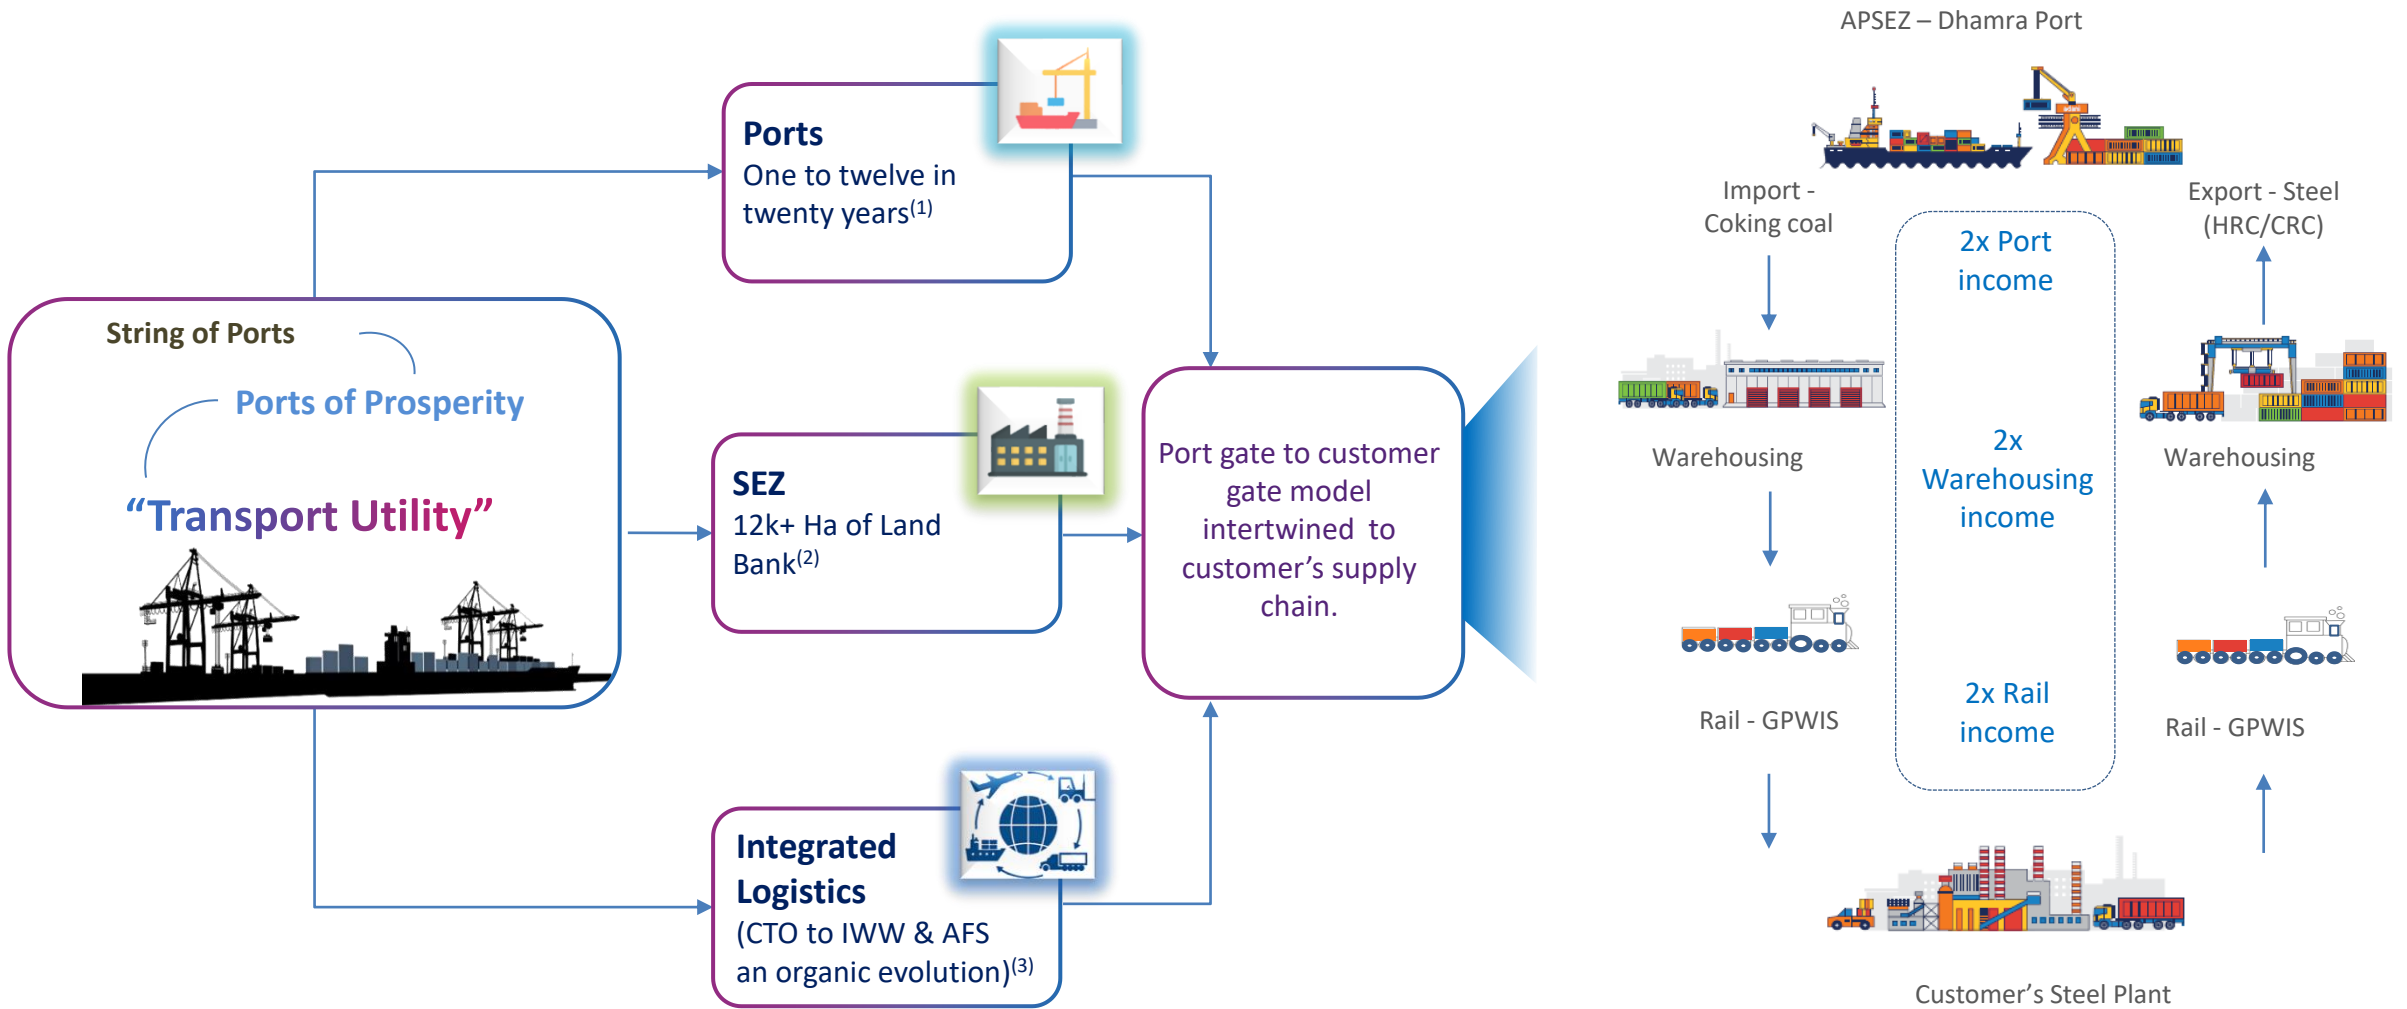 String of Ports
Ports of Prosperity
“Transport Utility”
Ports
One to twelve in
twenty years(1)
SEZ
12k+ Ha of Land
Bank(2)
Integrated
Logistics
(CTO to IWW & AFS
an organic evolution)(3)
Port gate to customer
gate model
intertwined to
customer’s supply
chain.
APSEZ – Dhamra Port
adani
Import -
Coking coal
Export - Steel
(HRC/CRC)
2x Port
income
Warehousing
2x
Warehousing
income
Warehousing
Rail - GPWIS
2x Rail
income
Rail - GPWIS
Customer’s Steel Plant